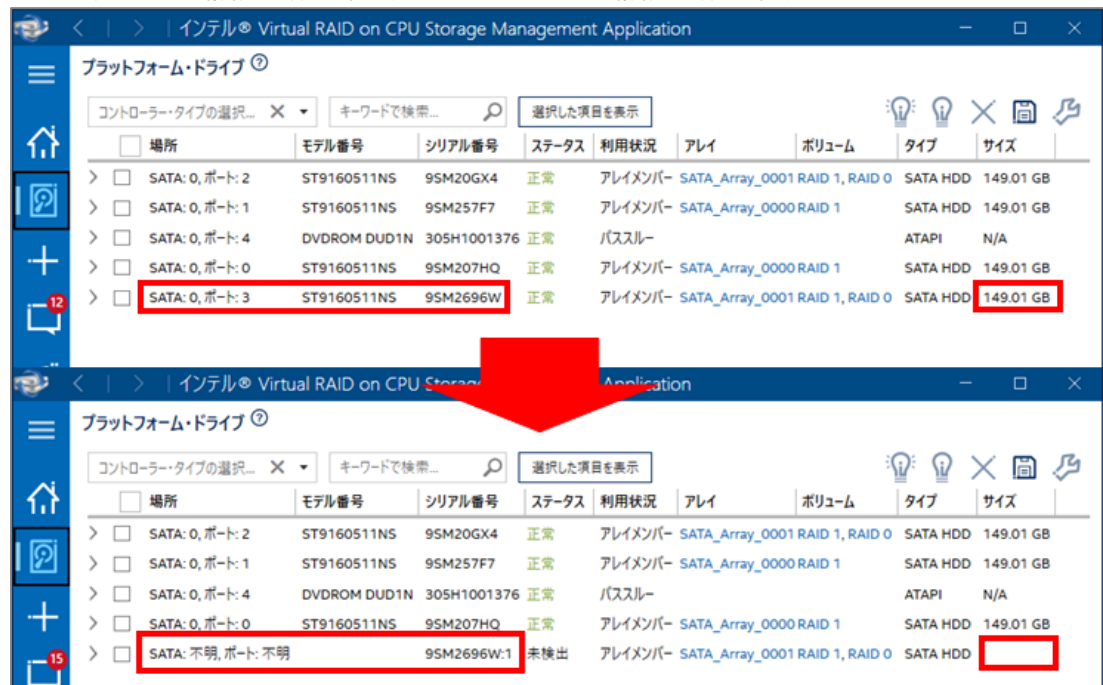 インテル® Virtual RAID on CPU Storage Management Application
プラットフォーム・ドライブ ?
コントローラー・タイプの選択... キーワードで検索... 選択した項目を表示
場所 モデル番号 シリアル番号 ステータス 利用状況 アレイ ボリューム タイプ サイズ
SATA: 0, ポート: 2 ST9160511NS 9SM20GX4 正常 アレイメンバー SATA_Array_0001 RAID 1, RAID 0 SATA HDD 149.01 GB
SATA: 0, ポート: 1 ST9160511NS 9SM257F7 正常 アレイメンバー SATA_Array_0000 RAID 1 SATA HDD 149.01 GB
SATA: 0, ポート: 4 DVDROM DUD1N 305H1001376 正常 パススルー ATAPI N/A
SATA: 0, ポート: 0 ST9160511NS 9SM207HQ 正常 アレイメンバー SATA_Array_0000 RAID 1 SATA HDD 149.01 GB
SATA: 0, ポート: 3 ST9160511NS 9SM2696W 正常 アレイメンバー SATA_Array_0001 RAID 1, RAID 0 SATA HDD 149.01 GB
12
インテル® Virtual RAID on CPU Application
プラットフォーム・ドライブ ?
コントローラー・タイプの選択... キーワードで検索... 選択した項目を表示
場所 モデル番号 シリアル番号 ステータス 利用状況 アレイ ボリューム タイプ サイズ
SATA: 0, ポート: 2 ST9160511NS 9SM20GX4 正常 アレイメンバー SATA_Array_0001 RAID 1, RAID 0 SATA HDD 149.01 GB
SATA: 0, ポート: 1 ST9160511NS 9SM257F7 正常 アレイメンバー SATA_Array_0000 RAID 1 SATA HDD 149.01 GB
SATA: 0, ポート: 4 DVDROM DUD1N 305H1001376 正常 パススルー ATAPI N/A
SATA: 0, ポート: 0 ST9160511NS 9SM207HQ 正常 アレイメンバー SATA_Array_0000 RAID 1 SATA HDD 149.01 GB
SATA: 不明, ポート: 不明 9SM2696W:1 未検出 アレイメンバー SATA_Array_0001 RAID 1, RAID 0 SATA HDD
15